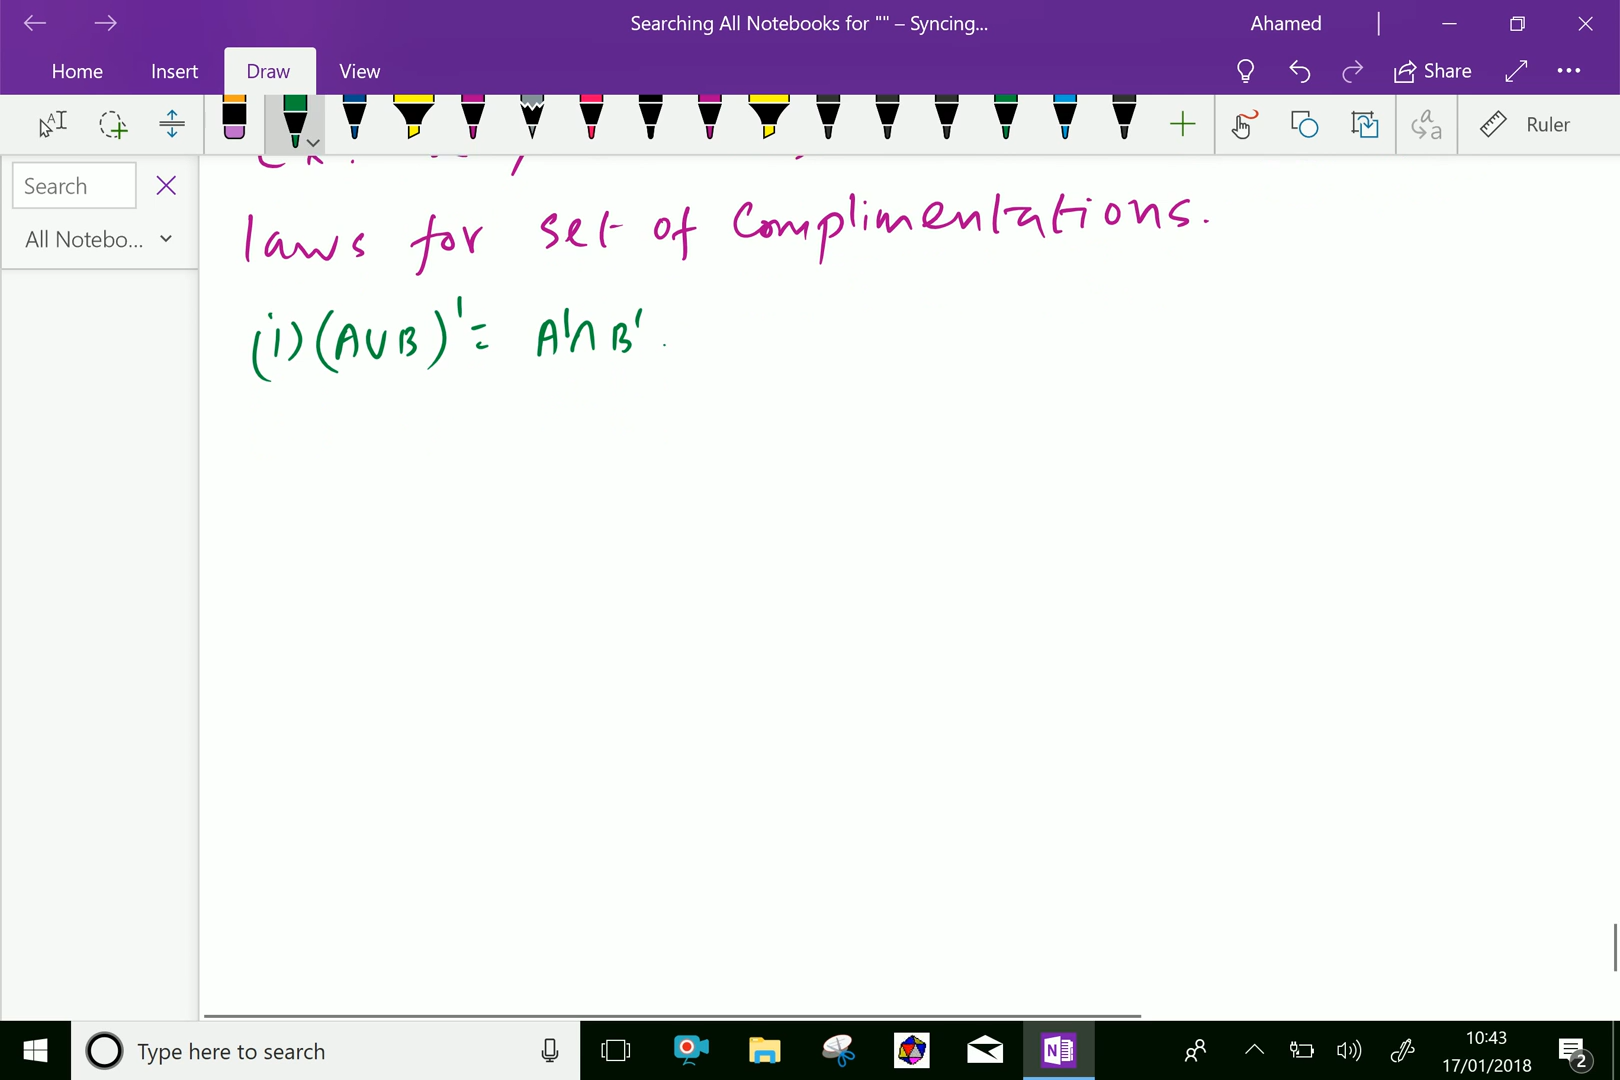 Searching All Notebooks for "" – Syncing...
Ahamed
Home Insert Draw View
Share
Ruler
Search
All Notebo...
laws for set of Complimentations.
(i) (A∪B)' = A'∩B'.
Type here to search
10:43
17/01/2018
2